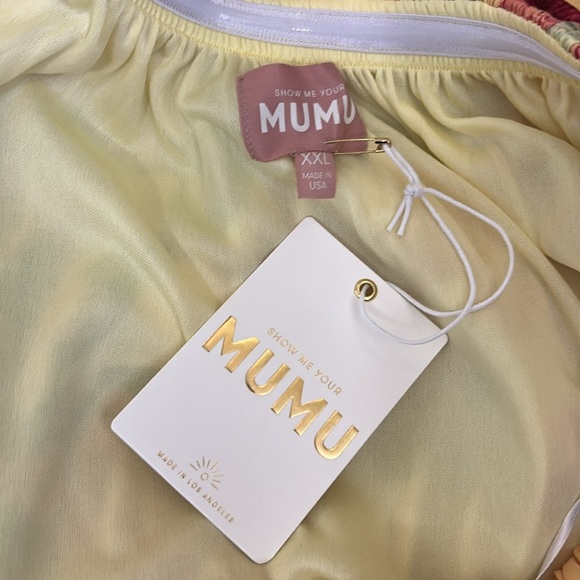 SHOW ME YOUR
MUMU
XXL
MADE IN
USA
SHOW ME YOUR
MUMU
MADE IN LOS ANGELES